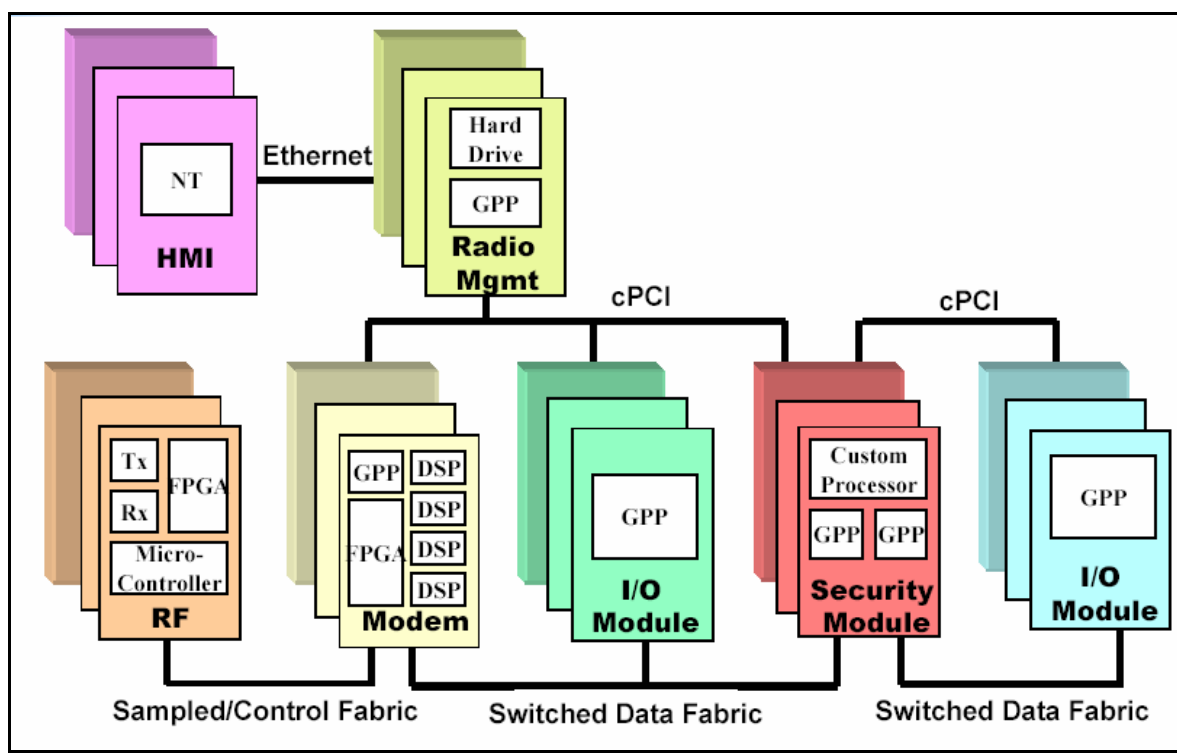 NT
HMI
Ethernet
Hard
Drive
GPP
Radio
Mgmt
cPCI
cPCI
Tx
Rx
FPGA
Micro-
Controller
RF
GPP
FPGA
DSP
DSP
DSP
DSP
Modem
GPP
I/O
Module
Custom
Processor
GPP
GPP
Security
Module
GPP
I/O
Module
Sampled/Control Fabric
Switched Data Fabric
Switched Data Fabric